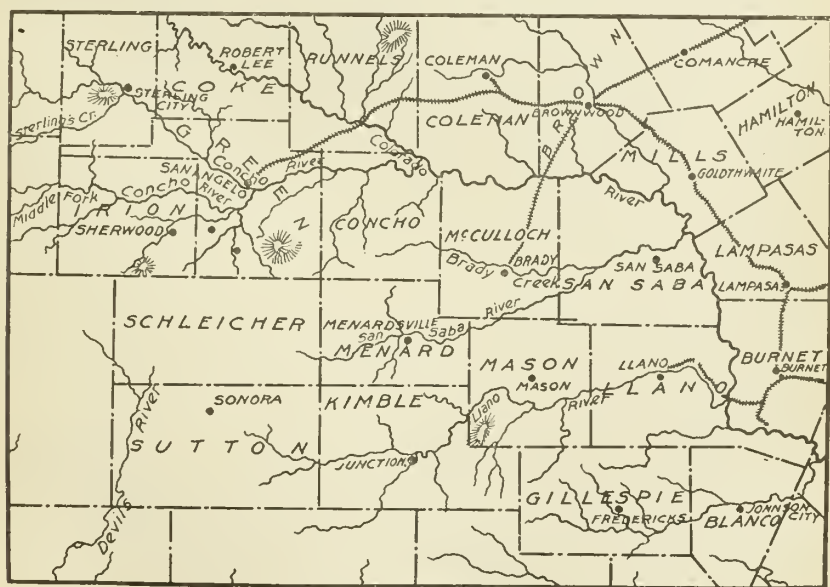 STERLING
STERLING CITY
Sterling's Cr.
COKE
ROBERT LEE
RUNNELS
COLEMAN
COLEMAN
BROWN
BROWNWOOD
COMANCHE
HAMILTON
HAMIL-
TON.
MILLS
GOLDTHWAITE
GREEN
Concho
River
SAN ANGELO
Colorado
River
Middle Fork
Concho
River
IRION
SHERWOOD
CONCHO
McCULLOCH
Brady
BRADY
Creek
SAN SABA
SAN SABA
LAMPASAS
LAMPASAS
SCHLEICHER
MENARDSVILLE
San Saba River
MENARD
MASON
MASON
LLANO
LLANO
Llano
River
BURNET
BURNET
SONORA
SUTTON
KIMBLE
JUNCTION.
Devils River
GILLESPIE
FREDERICKS
BLANCO
JOHNSON
CITY